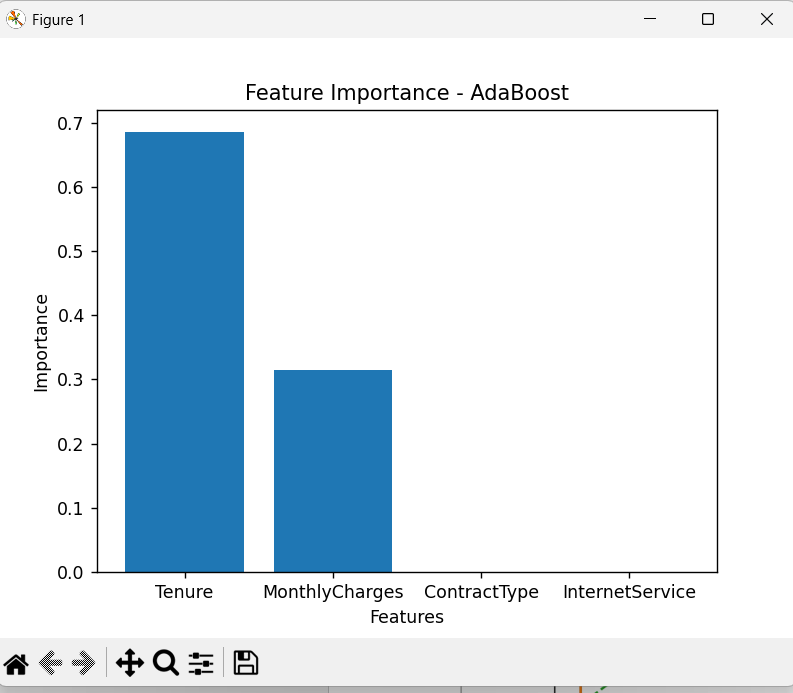 Figure 1
Feature Importance - AdaBoost
0.7
0.6
0.5
0.4
0.3
0.2
0.1
0.0
Importance
Tenure MonthlyCharges ContractType InternetService
Features